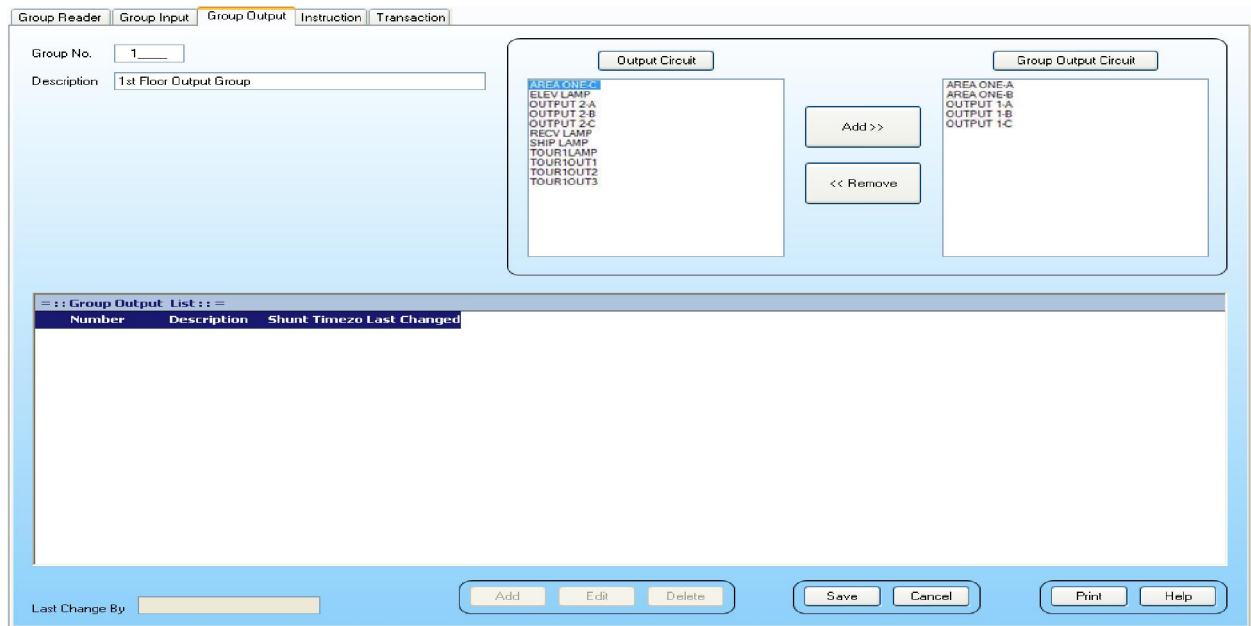 Group Reader Group Input Group Output Instruction Transaction
Group No. 1____
Description 1st Floor Output Group
Output Circuit
AREA ONE-C
ELEV LAMP
OUTPUT 2-A
OUTPUT 2-B
OUTPUT 2-C
RECV LAMP
SHIP LAMP
TOUR1LAMP
TOUR1OUT1
TOUR1OUT2
TOUR1OUT3
Add >>
<< Remove
Group Output Circuit
AREA ONE-A
AREA ONE-B
OUTPUT 1-A
OUTPUT 1-B
OUTPUT 1-C
= : : Group Output List : : =
Number Description Shunt Timezo Last Changed
Last Change By
Add Edit Delete Save Cancel Print Help